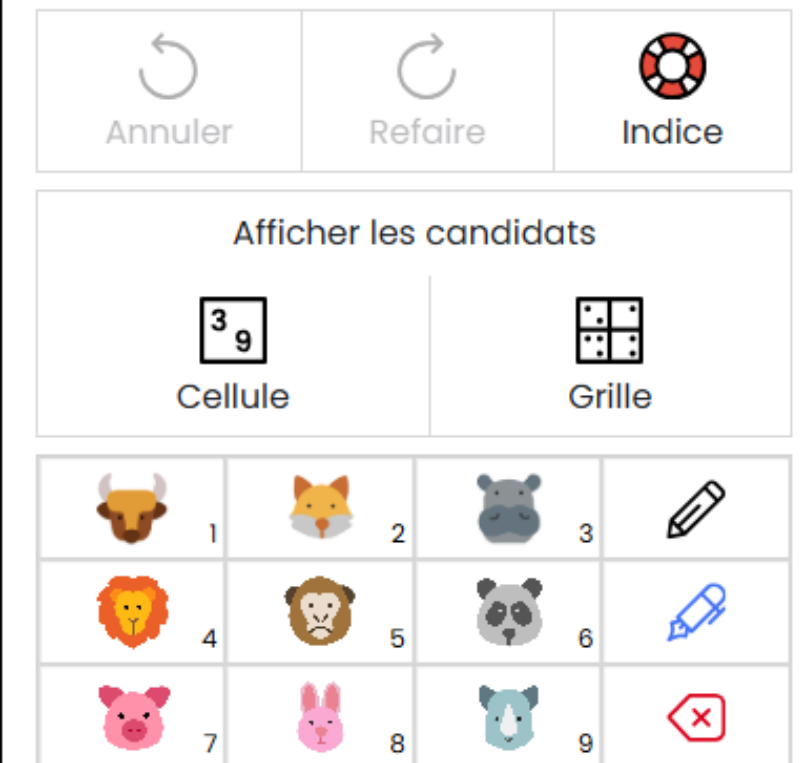 Annuler Refaire Indice
Afficher les candidats
3
9
Cellule Grille
1 2 3
4 5 6
7 8 9